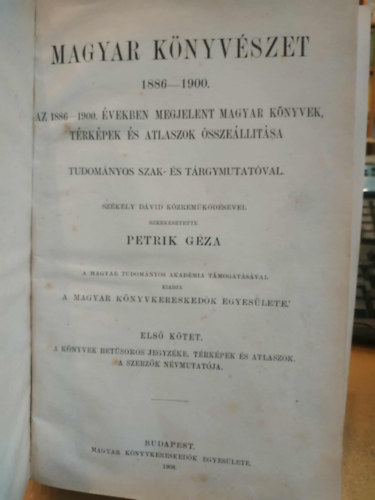 MAGYAR KÖNYVÉSZET
1886—1900.
AZ 1886—1900. ÉVEKBEN MEGJELENT MAGYAR KÖNYVEK,
TÉRKÉPEK ÉS ATLASZOK ÖSSZEÁLLITÁSA
TUDOMÁNYOS SZAK- ÉS TÁRGYMUTATÓVAL.
SZÉKELY DÁVID KÖZREMŰKÖDÉSÉVEL
SZERKESZTETTE
PETRIK GÉZA
A MAGYAR TUDOMÁNYOS AKADÉMIA TÁMOGATÁSÁVAL
KIADJA
A MAGYAR KÖNYVKERESKEDŐK EGYESÜLETE.
ELSŐ KÖTET.
A KÖNYVEK BETŰSOROS JEGYZÉKE. TÉRKÉPEK ÉS ATLASZOK.
A SZERZŐK NÉVMUTATÓJA.
BUDAPEST.
MAGYAR KÖNYVKERESKEDŐK EGYESÜLETE.